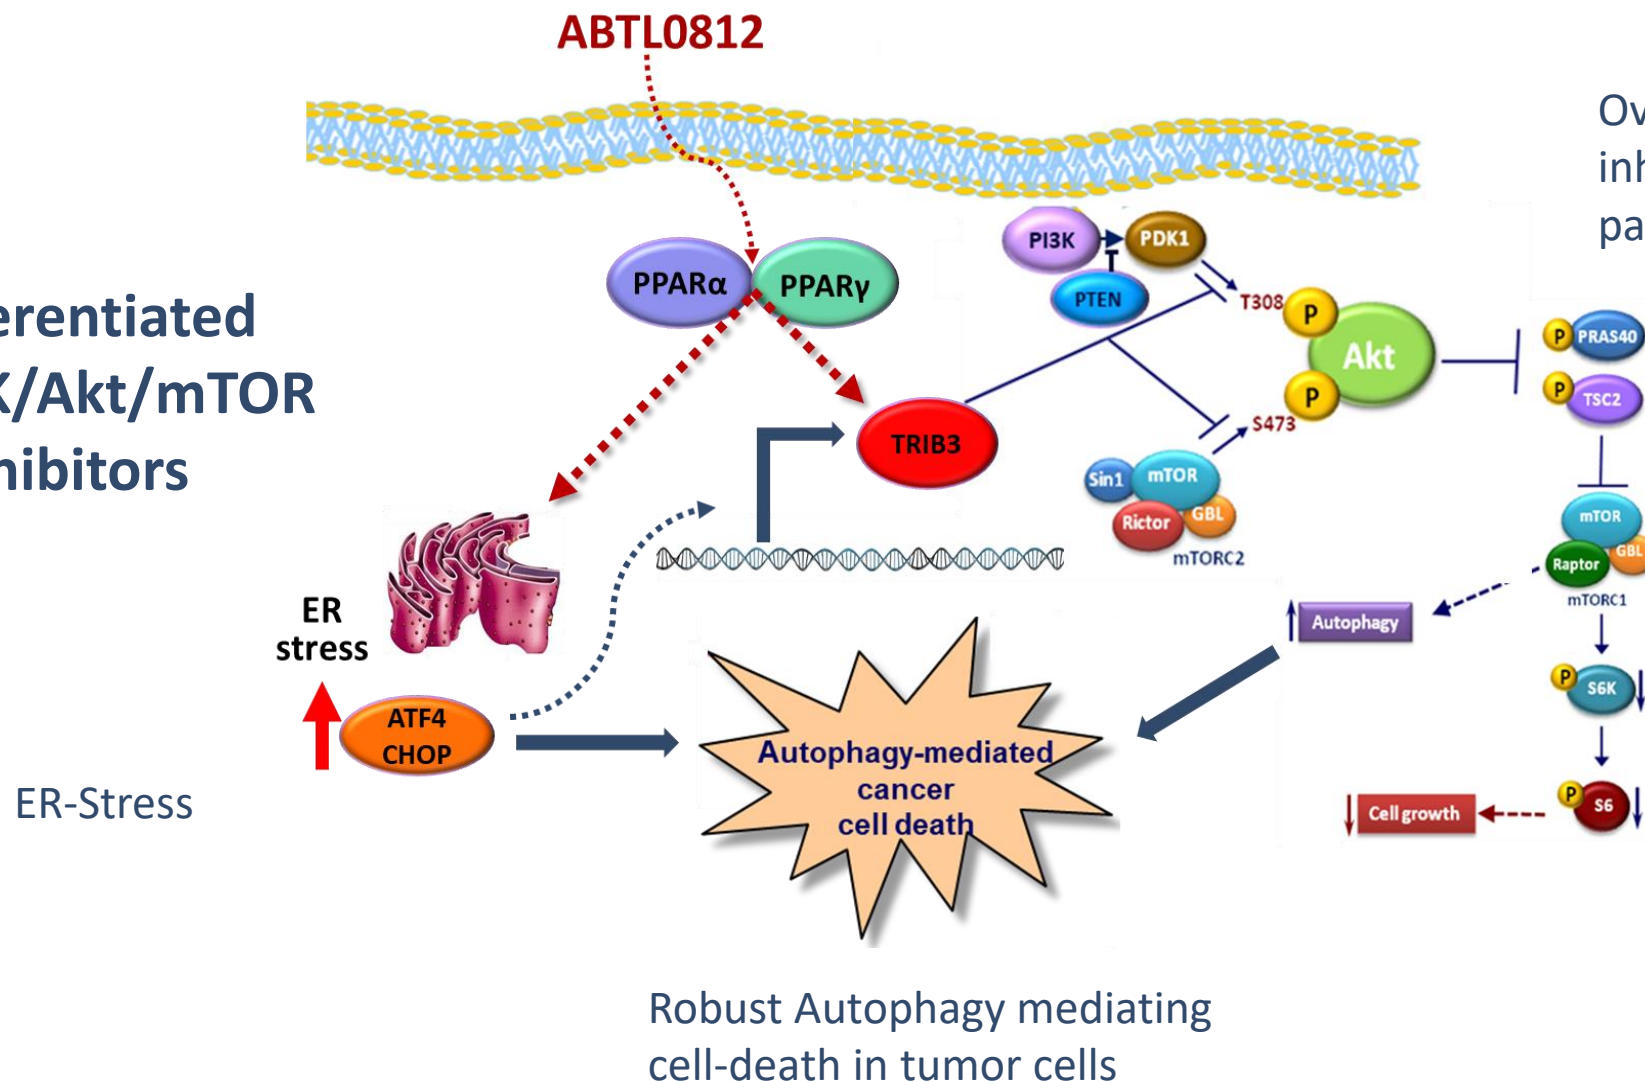 ABTL0812
Ov
inh
pa
erentiated
K/Akt/mTOR
hibitors
PPARα
PPARγ
PI3K
PDK1
PTEN
T308
P
Akt
P
S473
P
PRAS40
P
TSC2
TRIB3
Sin1
mTOR
Rictor
GBL
mTORC2
mTOR
GBL
Raptor
mTORC1
Autophagy
ER
stress
ATF4
CHOP
P
S6K
P
S6
Cell growth
Autophagy-mediated
cancer
cell death
ER-Stress
Robust Autophagy mediating
cell-death in tumor cells